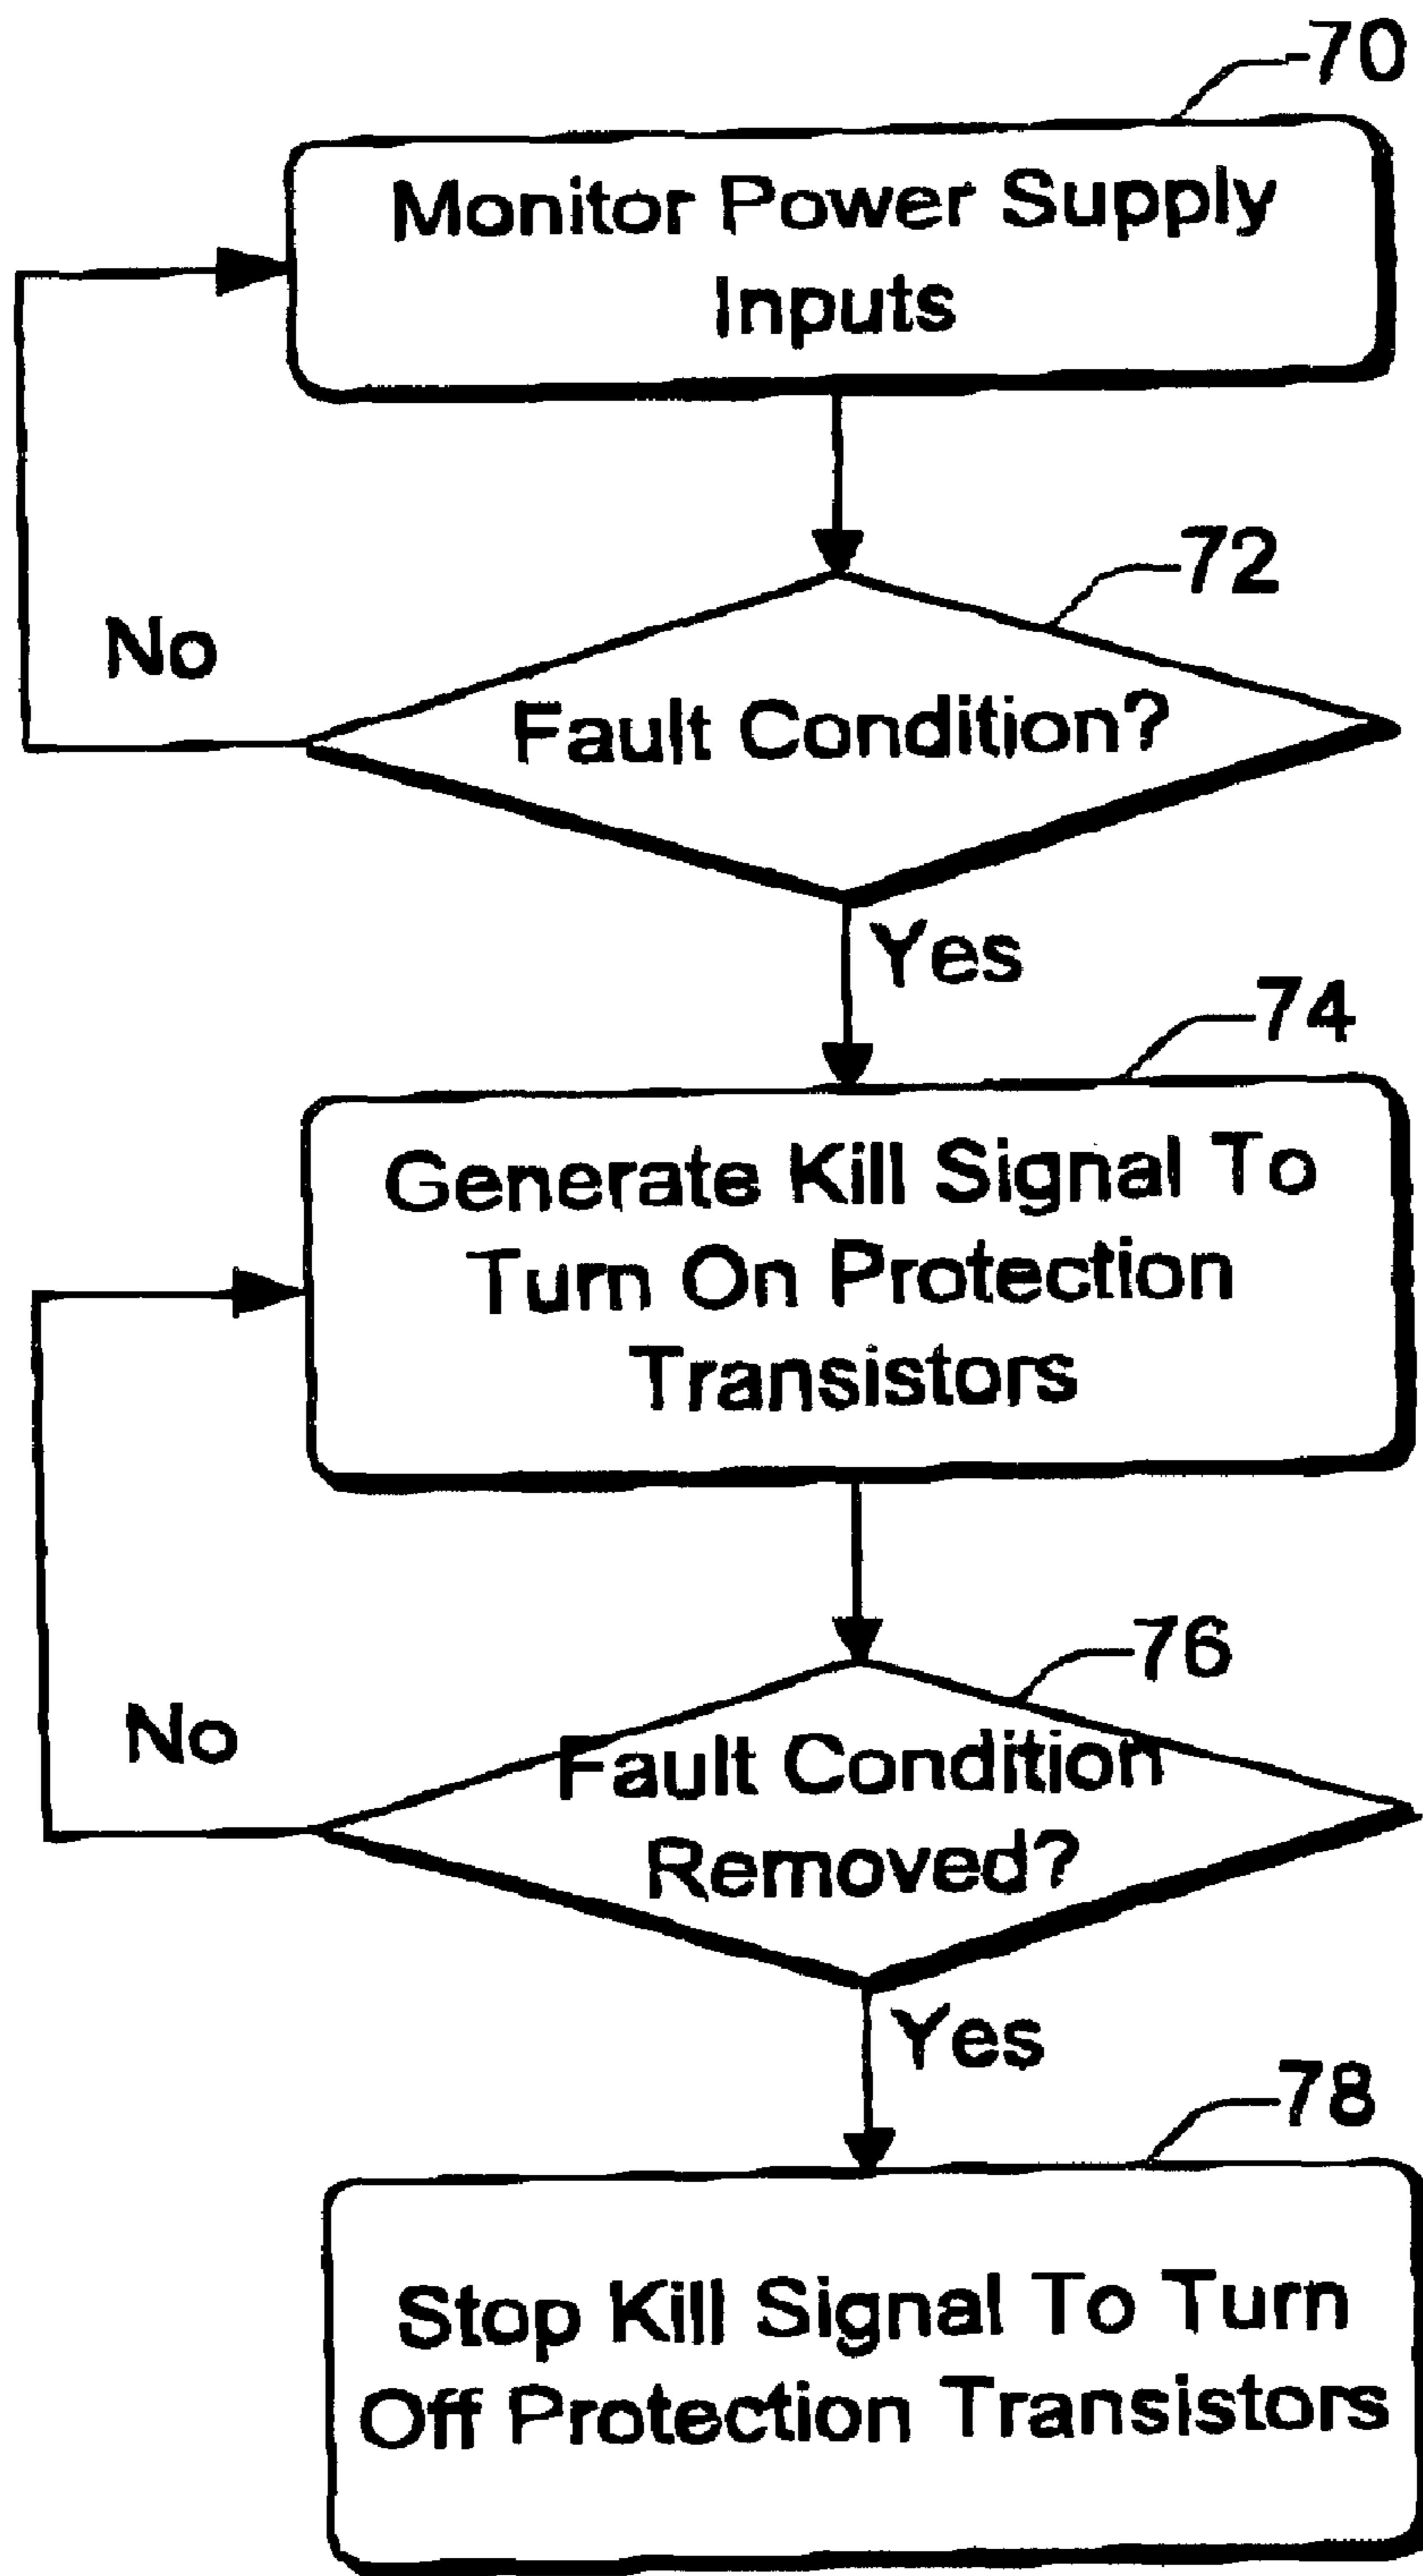 70
Monitor Power Supply
Inputs
72
No
Fault Condition?
Yes
74
Generate Kill Signal To
Turn On Protection
Transistors
76
No
Fault Condition
Removed?
Yes
78
Stop Kill Signal To Turn
Off Protection Transistors